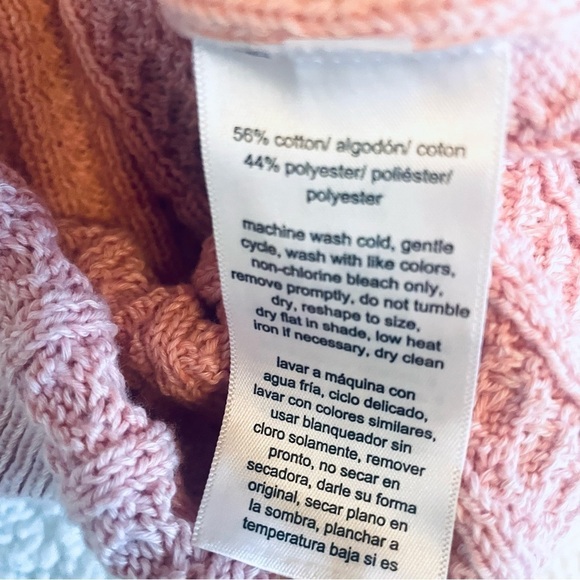 56% cotton/ algodón/ coton
44% polyester/ poliéster/
polyester
machine wash cold, gentle
cycle, wash with like colors,
non-chlorine bleach only,
remove promptly, do not tumble
dry, reshape to size,
dry flat in shade, low heat
iron if necessary, dry clean
lavar a máquina con
agua fría, ciclo delicado,
lavar con colores similares,
usar blanqueador sin
cloro solamente, remover
pronto, no secar en
secadora, darle su forma
original, secar plano en
la sombra, planchar a
temperatura baja si es